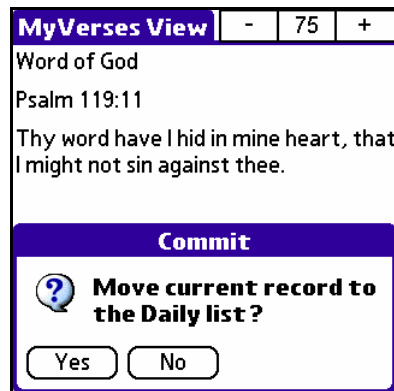 MyVerses View - 75 +
Word of God
Psalm 119:11
Thy word have I hid in mine heart, that
I might not sin against thee.
Commit
? Move current record to
the Daily list?
Yes No